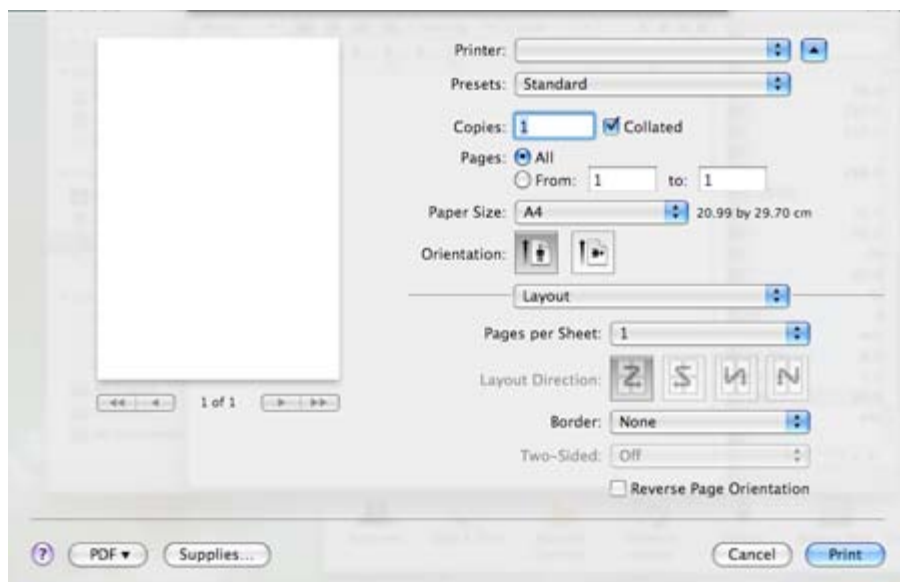 Printer:
Presets: Standard
Copies: 1 Collated
Pages: All
From: 1 to: 1
Paper Size: A4 20.99 by 29.70 cm
Orientation:
Layout
Pages per Sheet: 1
Layout Direction:
1 of 1
Border: None
Two-Sided: Off
Reverse Page Orientation
? PDF Supplies... Cancel Print